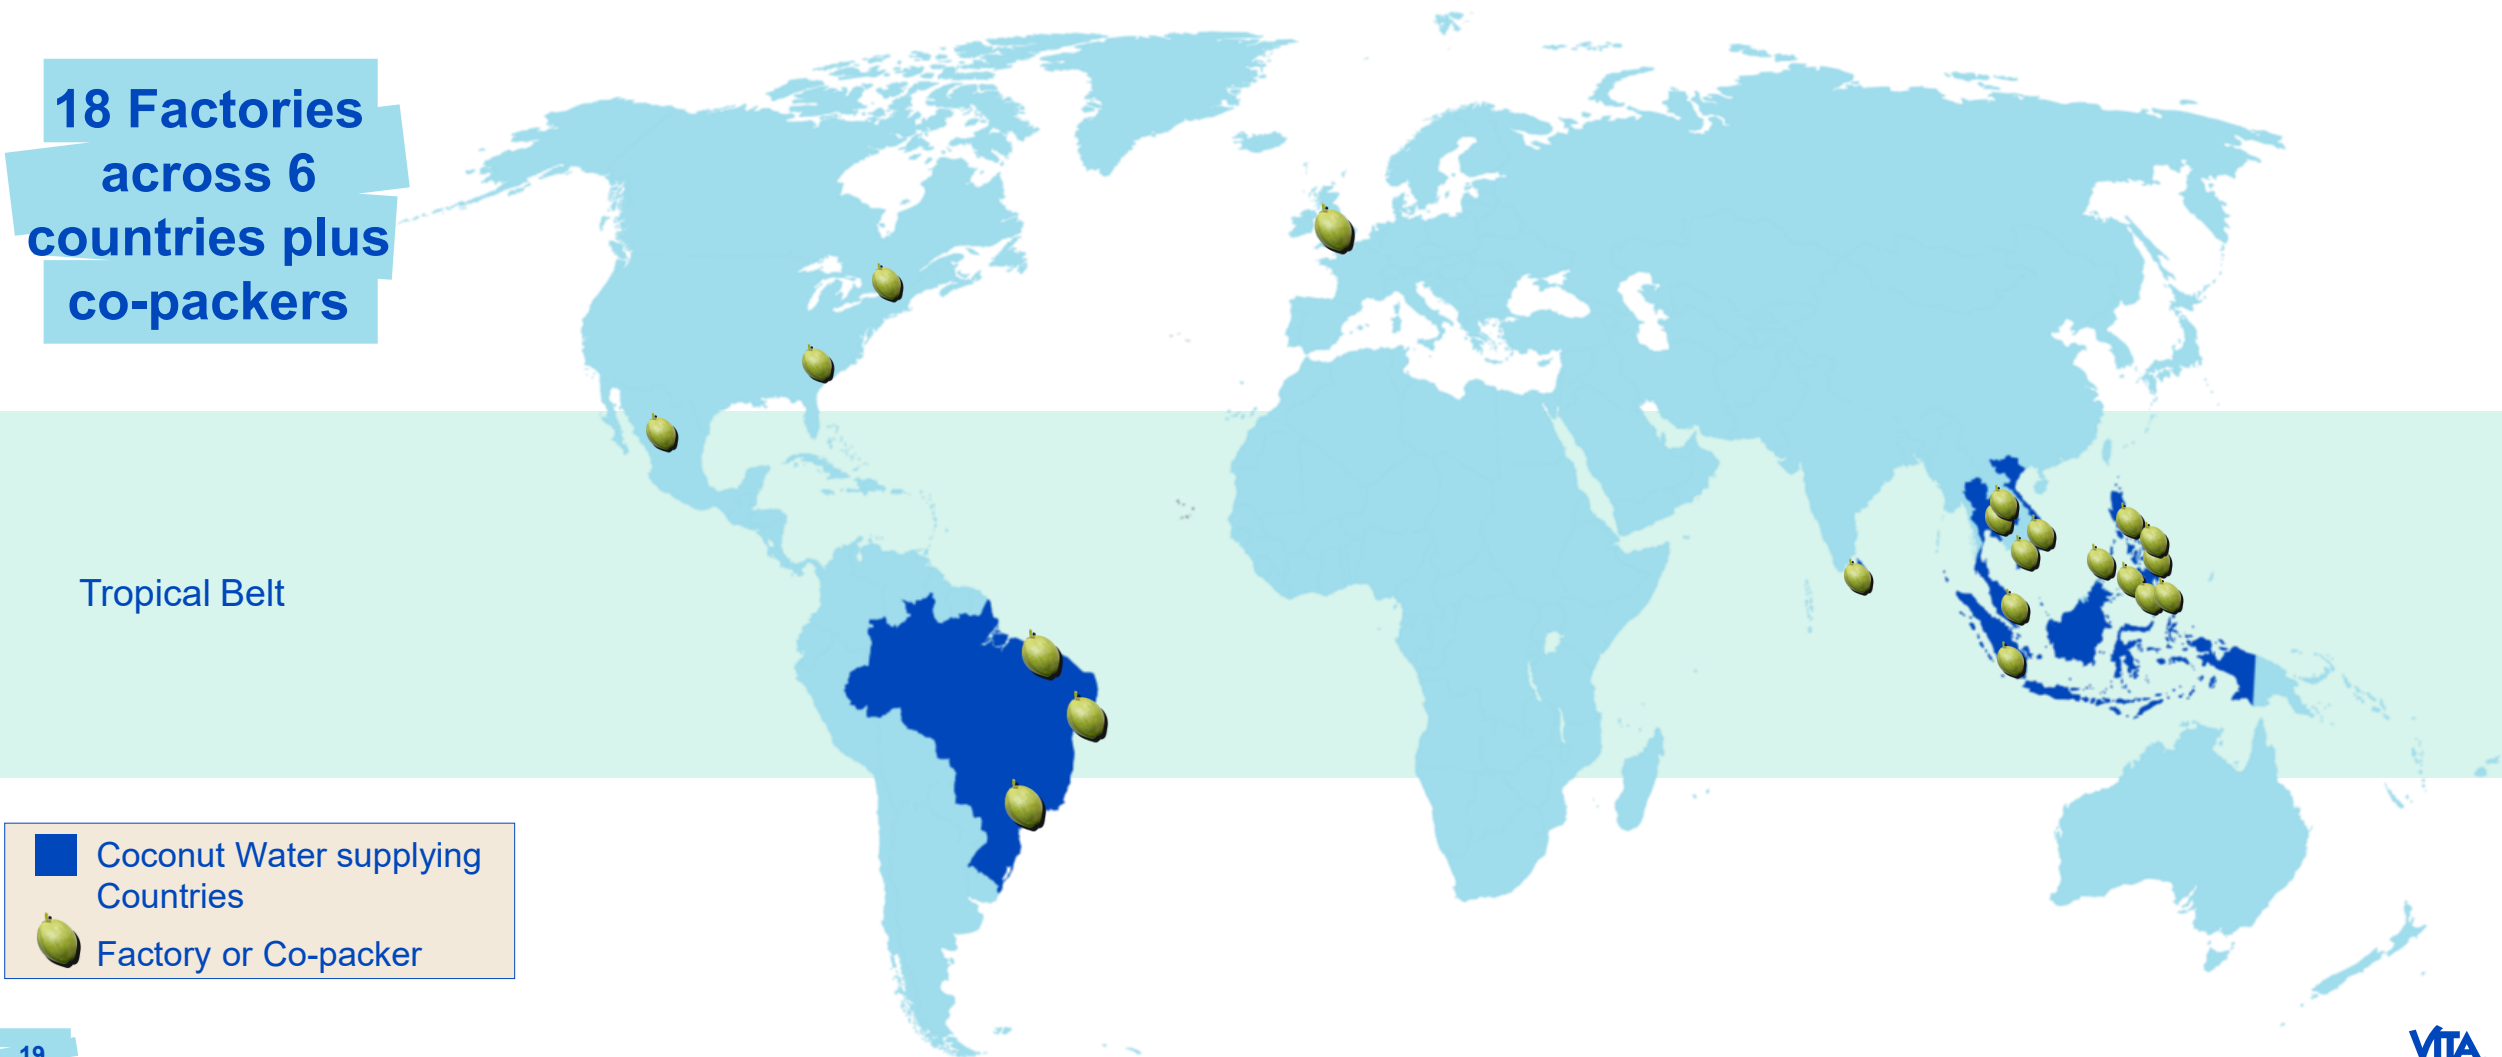 18 Factories
across 6
countries plus
co-packers
Tropical Belt
Coconut Water supplying
Countries
Factory or Co-packer
19
VITA